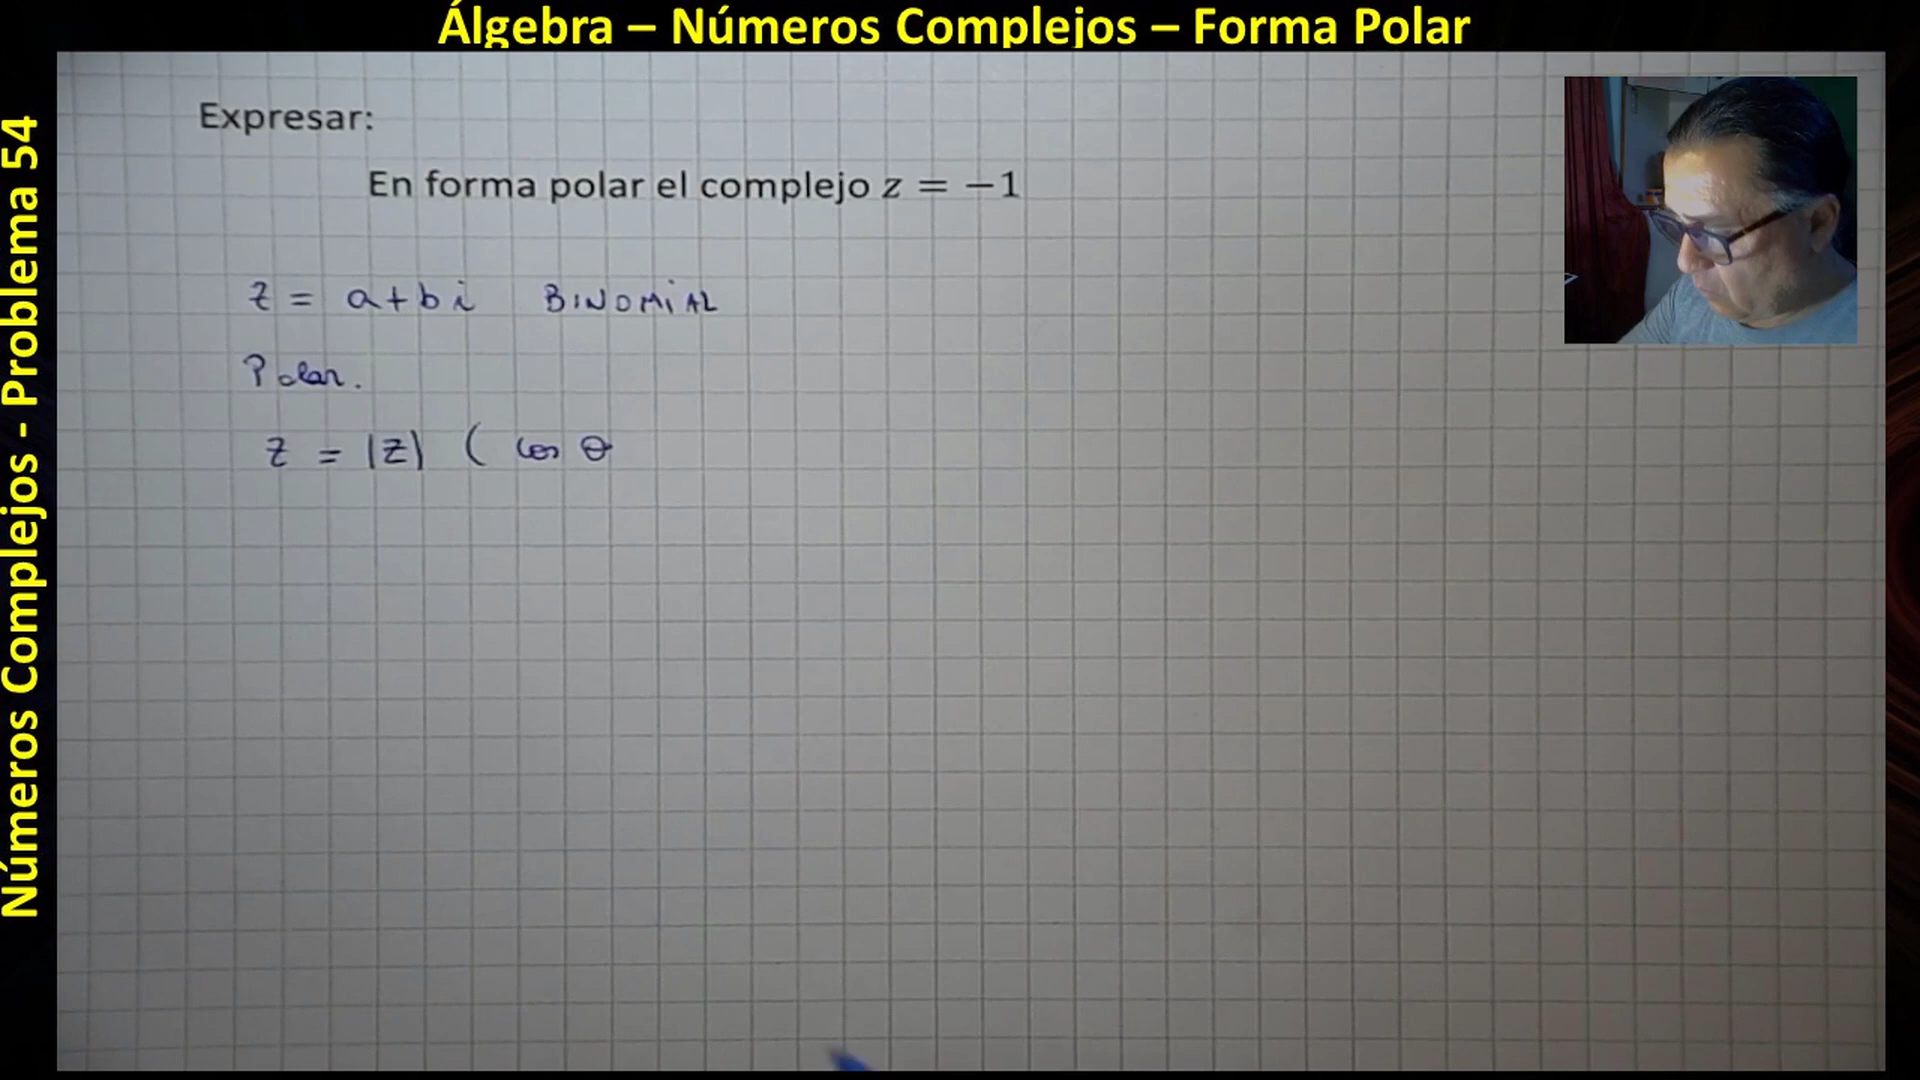 Álgebra – Números Complejos – Forma Polar
Números Complejos - Problema 54
Expresar:
En forma polar el complejo z = −1
z = a+bi BINOMIAL
Polar.
z = |z| ( cos θ